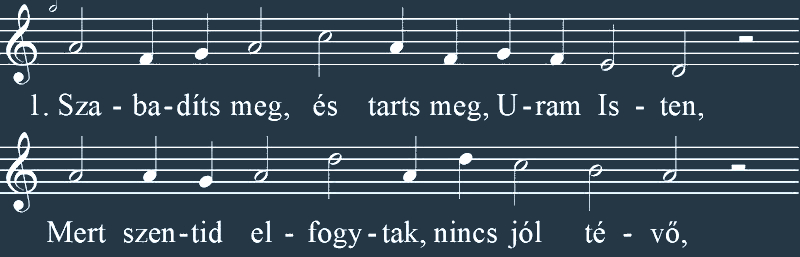 1. Sza - ba - díts meg, és tarts meg, U - ram Is - ten,
Mert szen - tid el - fogy - tak, nincs jól té - vő,